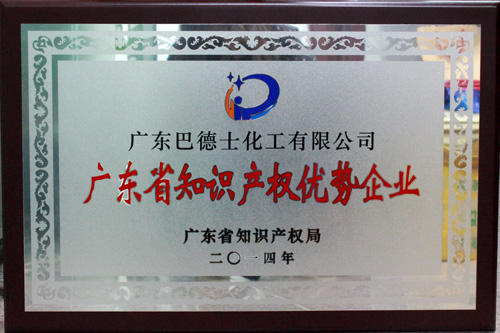 广东巴德士化工有限公司
广东省知识产权优势企业
广东省知识产权局
二〇一四年